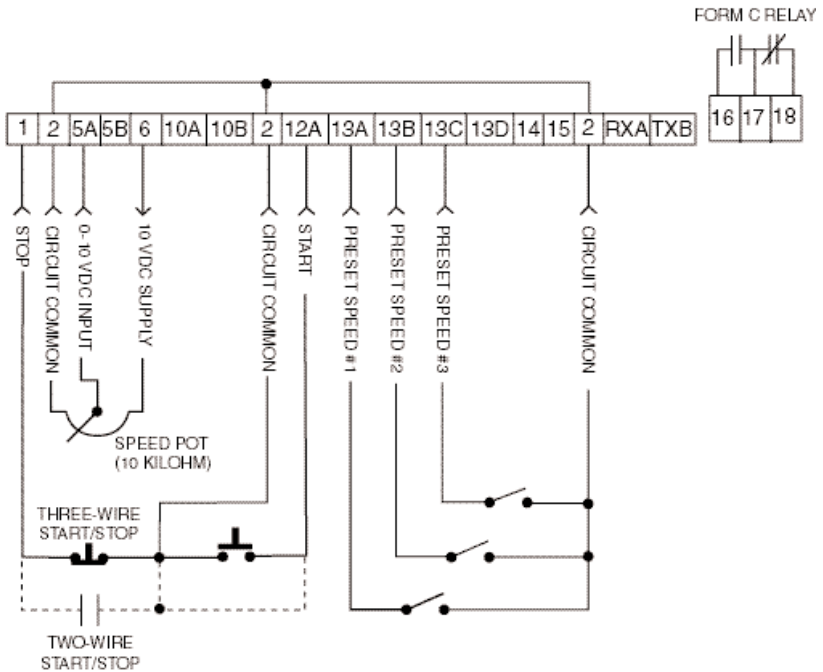 FORM C RELAY
16 17 18
1 2 5A 5B 6 10A 10B 2 12A 13A 13B 13C 13D 14 15 2 RXA TXB
STOP
CIRCUIT COMMON
0-10 VDC INPUT
10 VDC SUPPLY
CIRCUIT COMMON
START
PRESET SPEED #1
PRESET SPEED #2
PRESET SPEED #3
CIRCUIT COMMON
SPEED POT
(10 KILOHM)
THREE-WIRE
START/STOP
TWO-WIRE
START/STOP